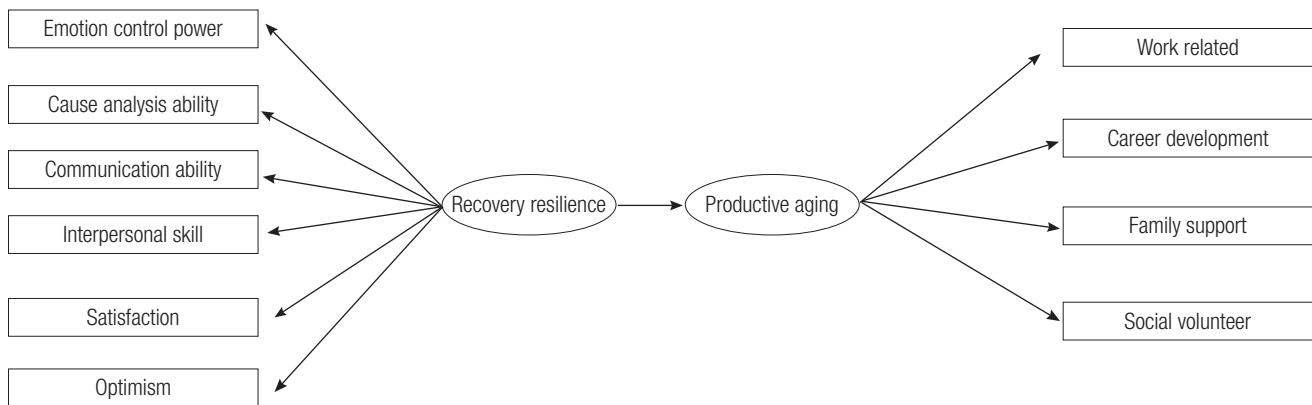 Emotion control power
Cause analysis ability
Communication ability
Interpersonal skill
Satisfaction
Optimism
Recovery resilience
Productive aging
Work related
Career development
Family support
Social volunteer